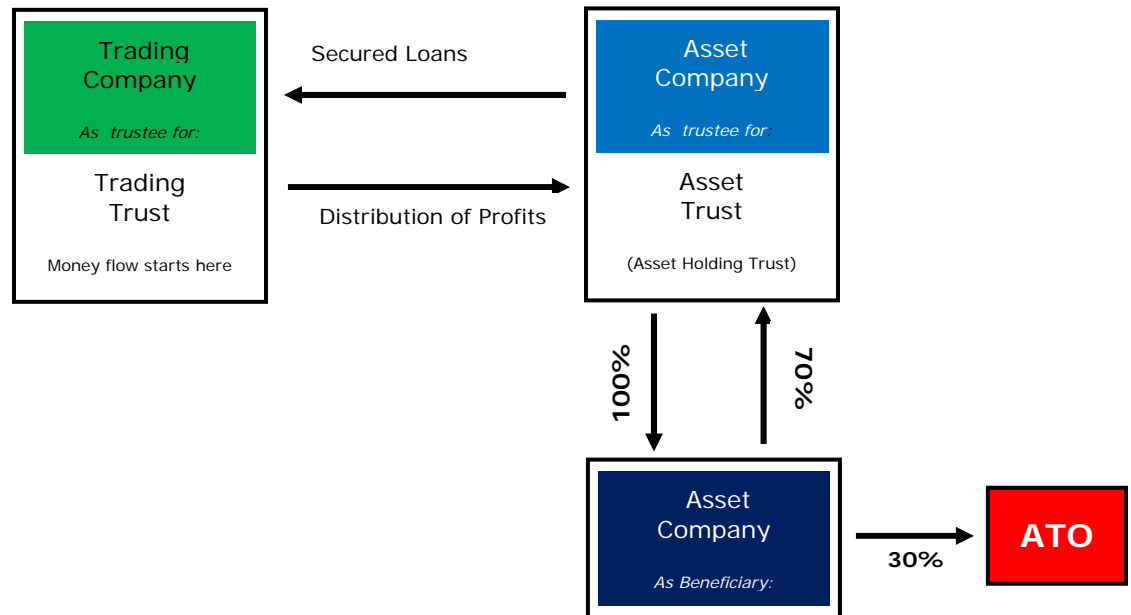 Trading
Company
As trustee for:
Trading
Trust
Money flow starts here
Secured Loans
Distribution of Profits
Asset
Company
As trustee for:
Asset
Trust
(Asset Holding Trust)
100%
70%
Asset
Company
As Beneficiary:
30%
ATO